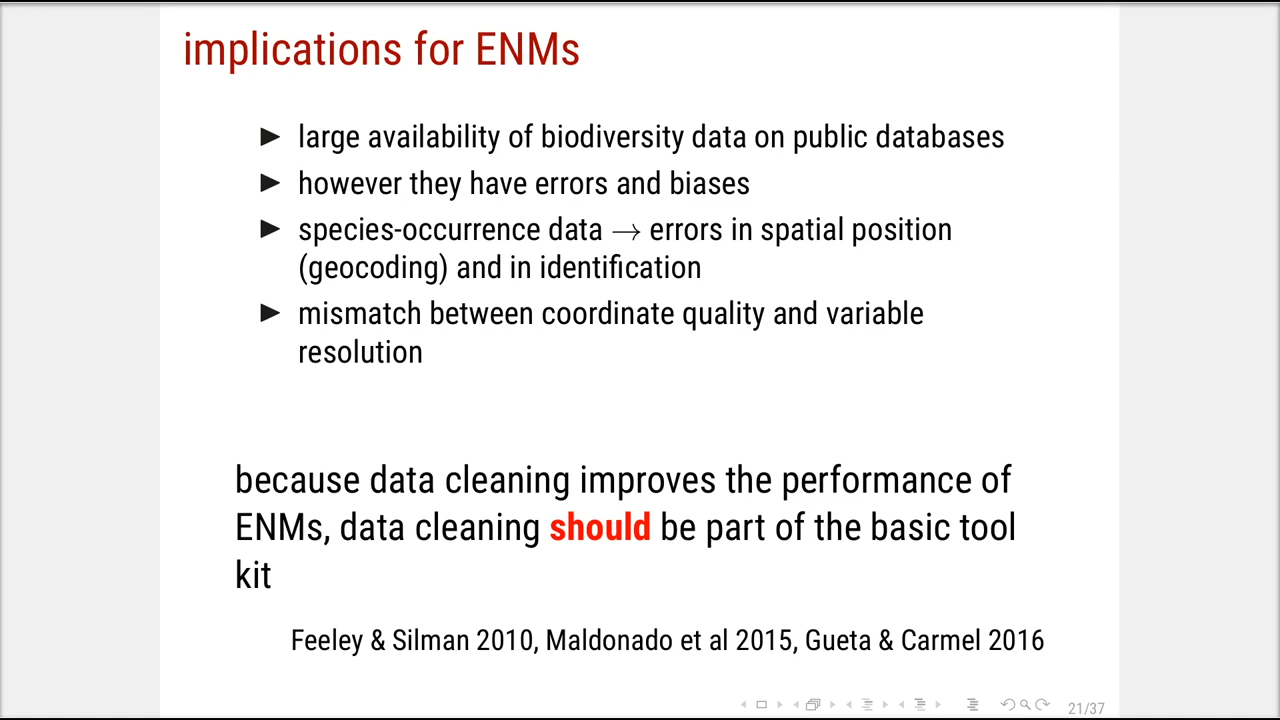 implications for ENMs
▶ large availability of biodiversity data on public databases
▶ however they have errors and biases
▶ species-occurrence data → errors in spatial position
(geocoding) and in identification
▶ mismatch between coordinate quality and variable
resolution
because data cleaning improves the performance of
ENMs, data cleaning should be part of the basic tool
kit
Feeley & Silman 2010, Maldonado et al 2015, Gueta & Carmel 2016
21/37